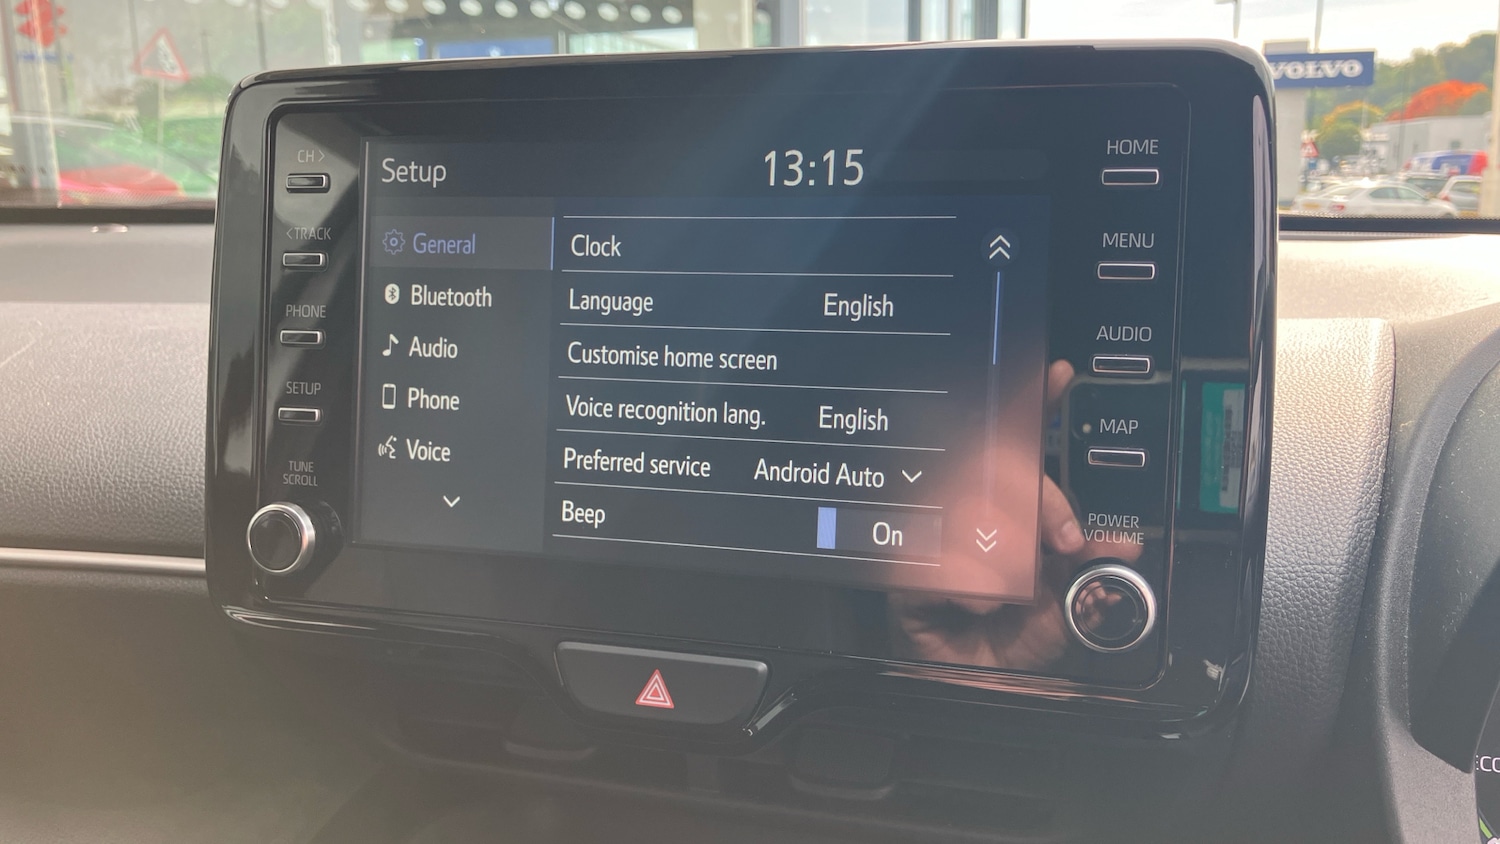 VOLVO
CH>
<TRACK
PHONE
SETUP
TUNE
SCROLL
Setup
13:15
General
Bluetooth
Audio
Phone
Voice
Clock
Language English
Customise home screen
Voice recognition lang. English
Preferred service Android Auto
Beep On
HOME
MENU
AUDIO
MAP
POWER
VOLUME